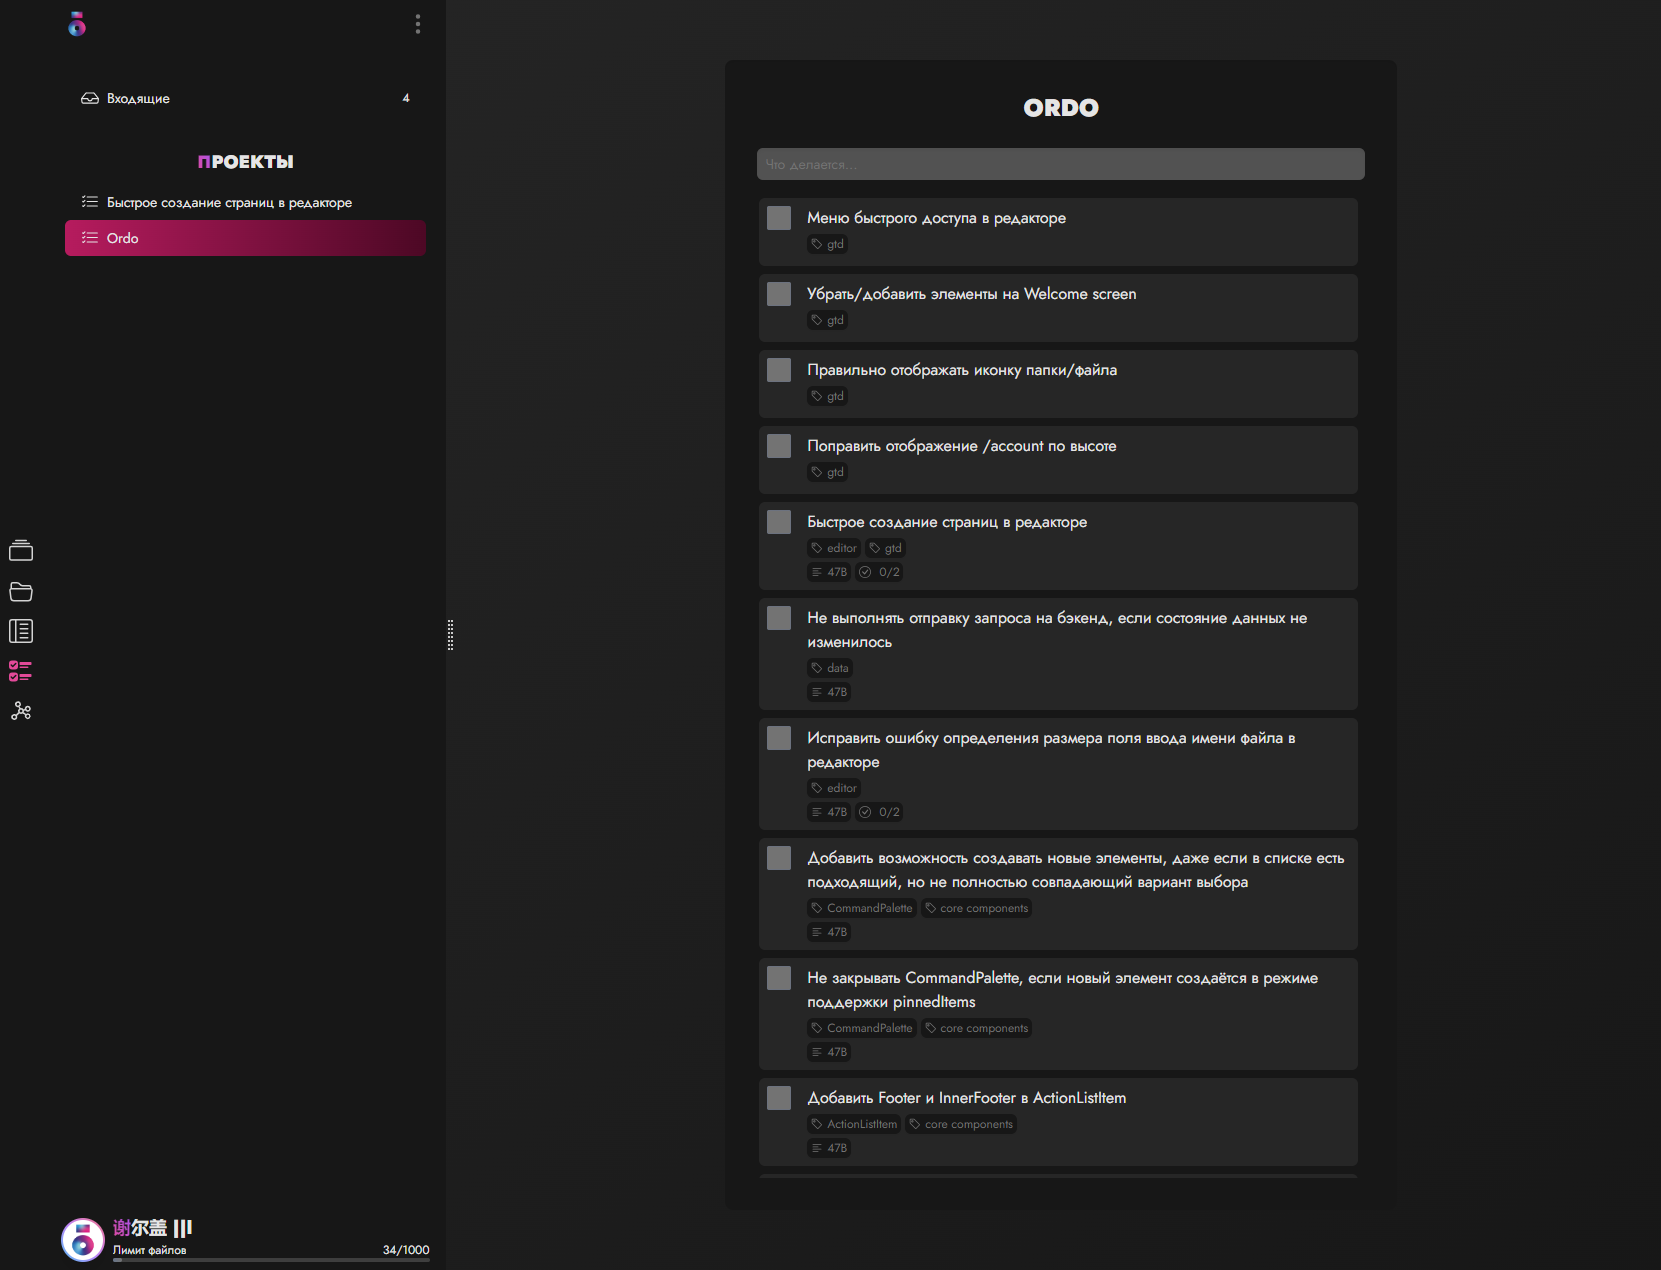 Входящие
4
ПРОЕКТЫ
Быстрое создание страниц в редакторе
Ordo
谢尔盖 |||
Лимит файлов
34/1000
ORDO
Что делается...
Меню быстрого доступа в редакторе
gtd
Убрать/добавить элементы на Welcome screen
gtd
Правильно отображать иконку папки/файла
gtd
Поправить отображение /account по высоте
gtd
Быстрое создание страниц в редакторе
editor gtd
47B 0/2
Не выполнять отправку запроса на бэкенд, если состояние данных не
изменилось
data
47B
Исправить ошибку определения размера поля ввода имени файла в
редакторе
editor
47B 0/2
Добавить возможность создавать новые элементы, даже если в списке есть
подходящий, но не полностью совпадающий вариант выбора
CommandPalette core components
47B
Не закрывать CommandPalette, если новый элемент создаётся в режиме
поддержки pinnedItems
CommandPalette core components
47B
Добавить Footer и InnerFooter в ActionListItem
ActionListItem core components
47B